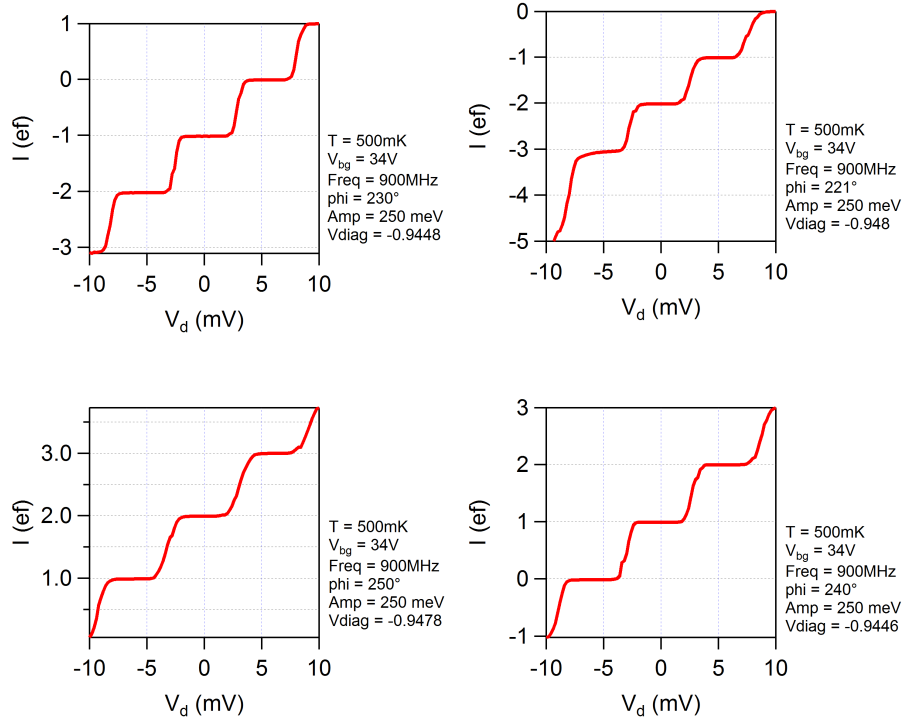 1
0
-1
-2
-3
-10
-5
0
5
10
I (ef)
V_d (mV)
T = 500mK
V_bg = 34V
Freq = 900MHz
phi = 230°
Amp = 250 meV
Vdiag = -0.9448
0
-1
-2
-3
-4
-5
-10
-5
0
5
10
I (ef)
V_d (mV)
T = 500mK
V_bg = 34V
Freq = 900MHz
phi = 221°
Amp = 250 meV
Vdiag = -0.948
3.0
2.0
1.0
-10
-5
0
5
10
I (ef)
V_d (mV)
T = 500mK
V_bg = 34V
Freq = 900MHz
phi = 250°
Amp = 250 meV
Vdiag = -0.9478
3
2
1
0
-1
-10
-5
0
5
10
I (ef)
V_d (mV)
T = 500mK
V_bg = 34V
Freq = 900MHz
phi = 240°
Amp = 250 meV
Vdiag = -0.9446